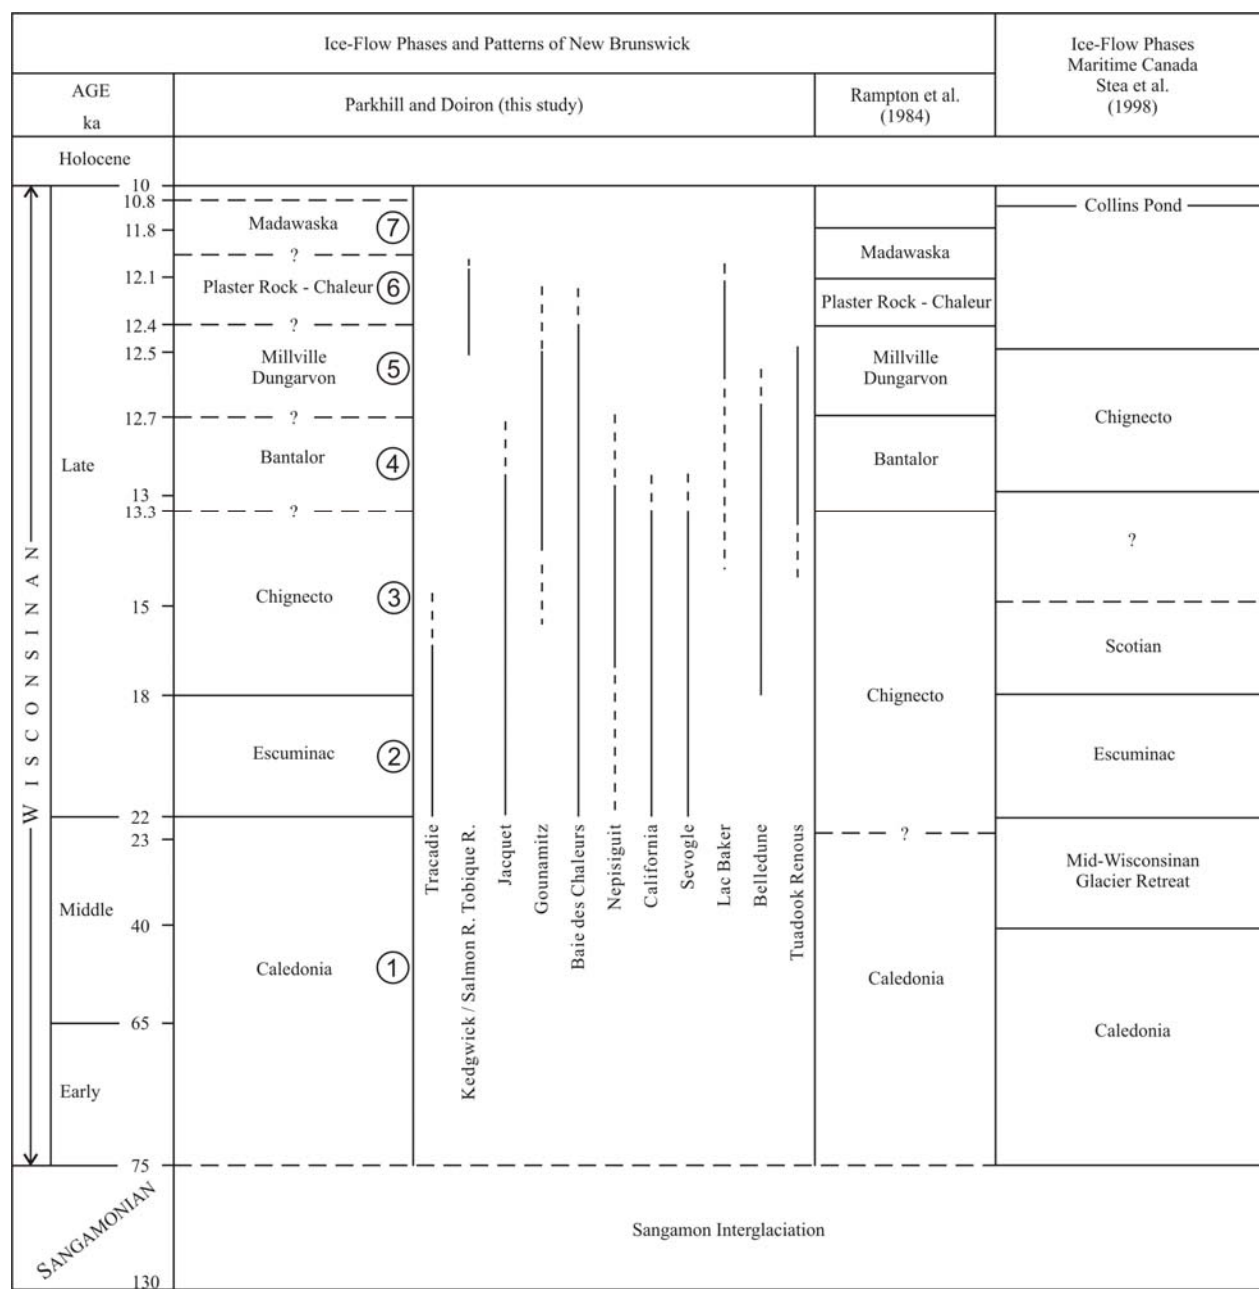 Ice-Flow Phases and Patterns of New Brunswick
Ice-Flow Phases
Maritime Canada
Stea et al.
(1998)
AGE
ka
Parkhill and Doiron (this study)
Rampton et al.
(1984)
Holocene
WISCONSINAN
Late
Middle
Early
10
10.8
11.8
12.1
12.4
12.5
12.7
13
13.3
15
18
22
23
40
65
75
Madawaska 7
?
Plaster Rock - Chaleur 6
?
Millville
Dungarvon
5
?
Bantalor 4
?
Chignecto 3
Escuminac 2
Caledonia 1
Tracadie
Kedgwick / Salmon R. Tobique R.
Jacquet
Gounamitz
Baie des Chaleurs
Nepisiguit
California
Sevogle
Lac Baker
Belledune
Tuadook Renous
Madawaska
Plaster Rock - Chaleur
Millville
Dungarvon
Bantalor
Chignecto
?
Caledonia
Collins Pond
Chignecto
?
Scotian
Escuminac
Mid-Wisconsinan
Glacier Retreat
Caledonia
SANGAMONIAN
130
Sangamon Interglaciation